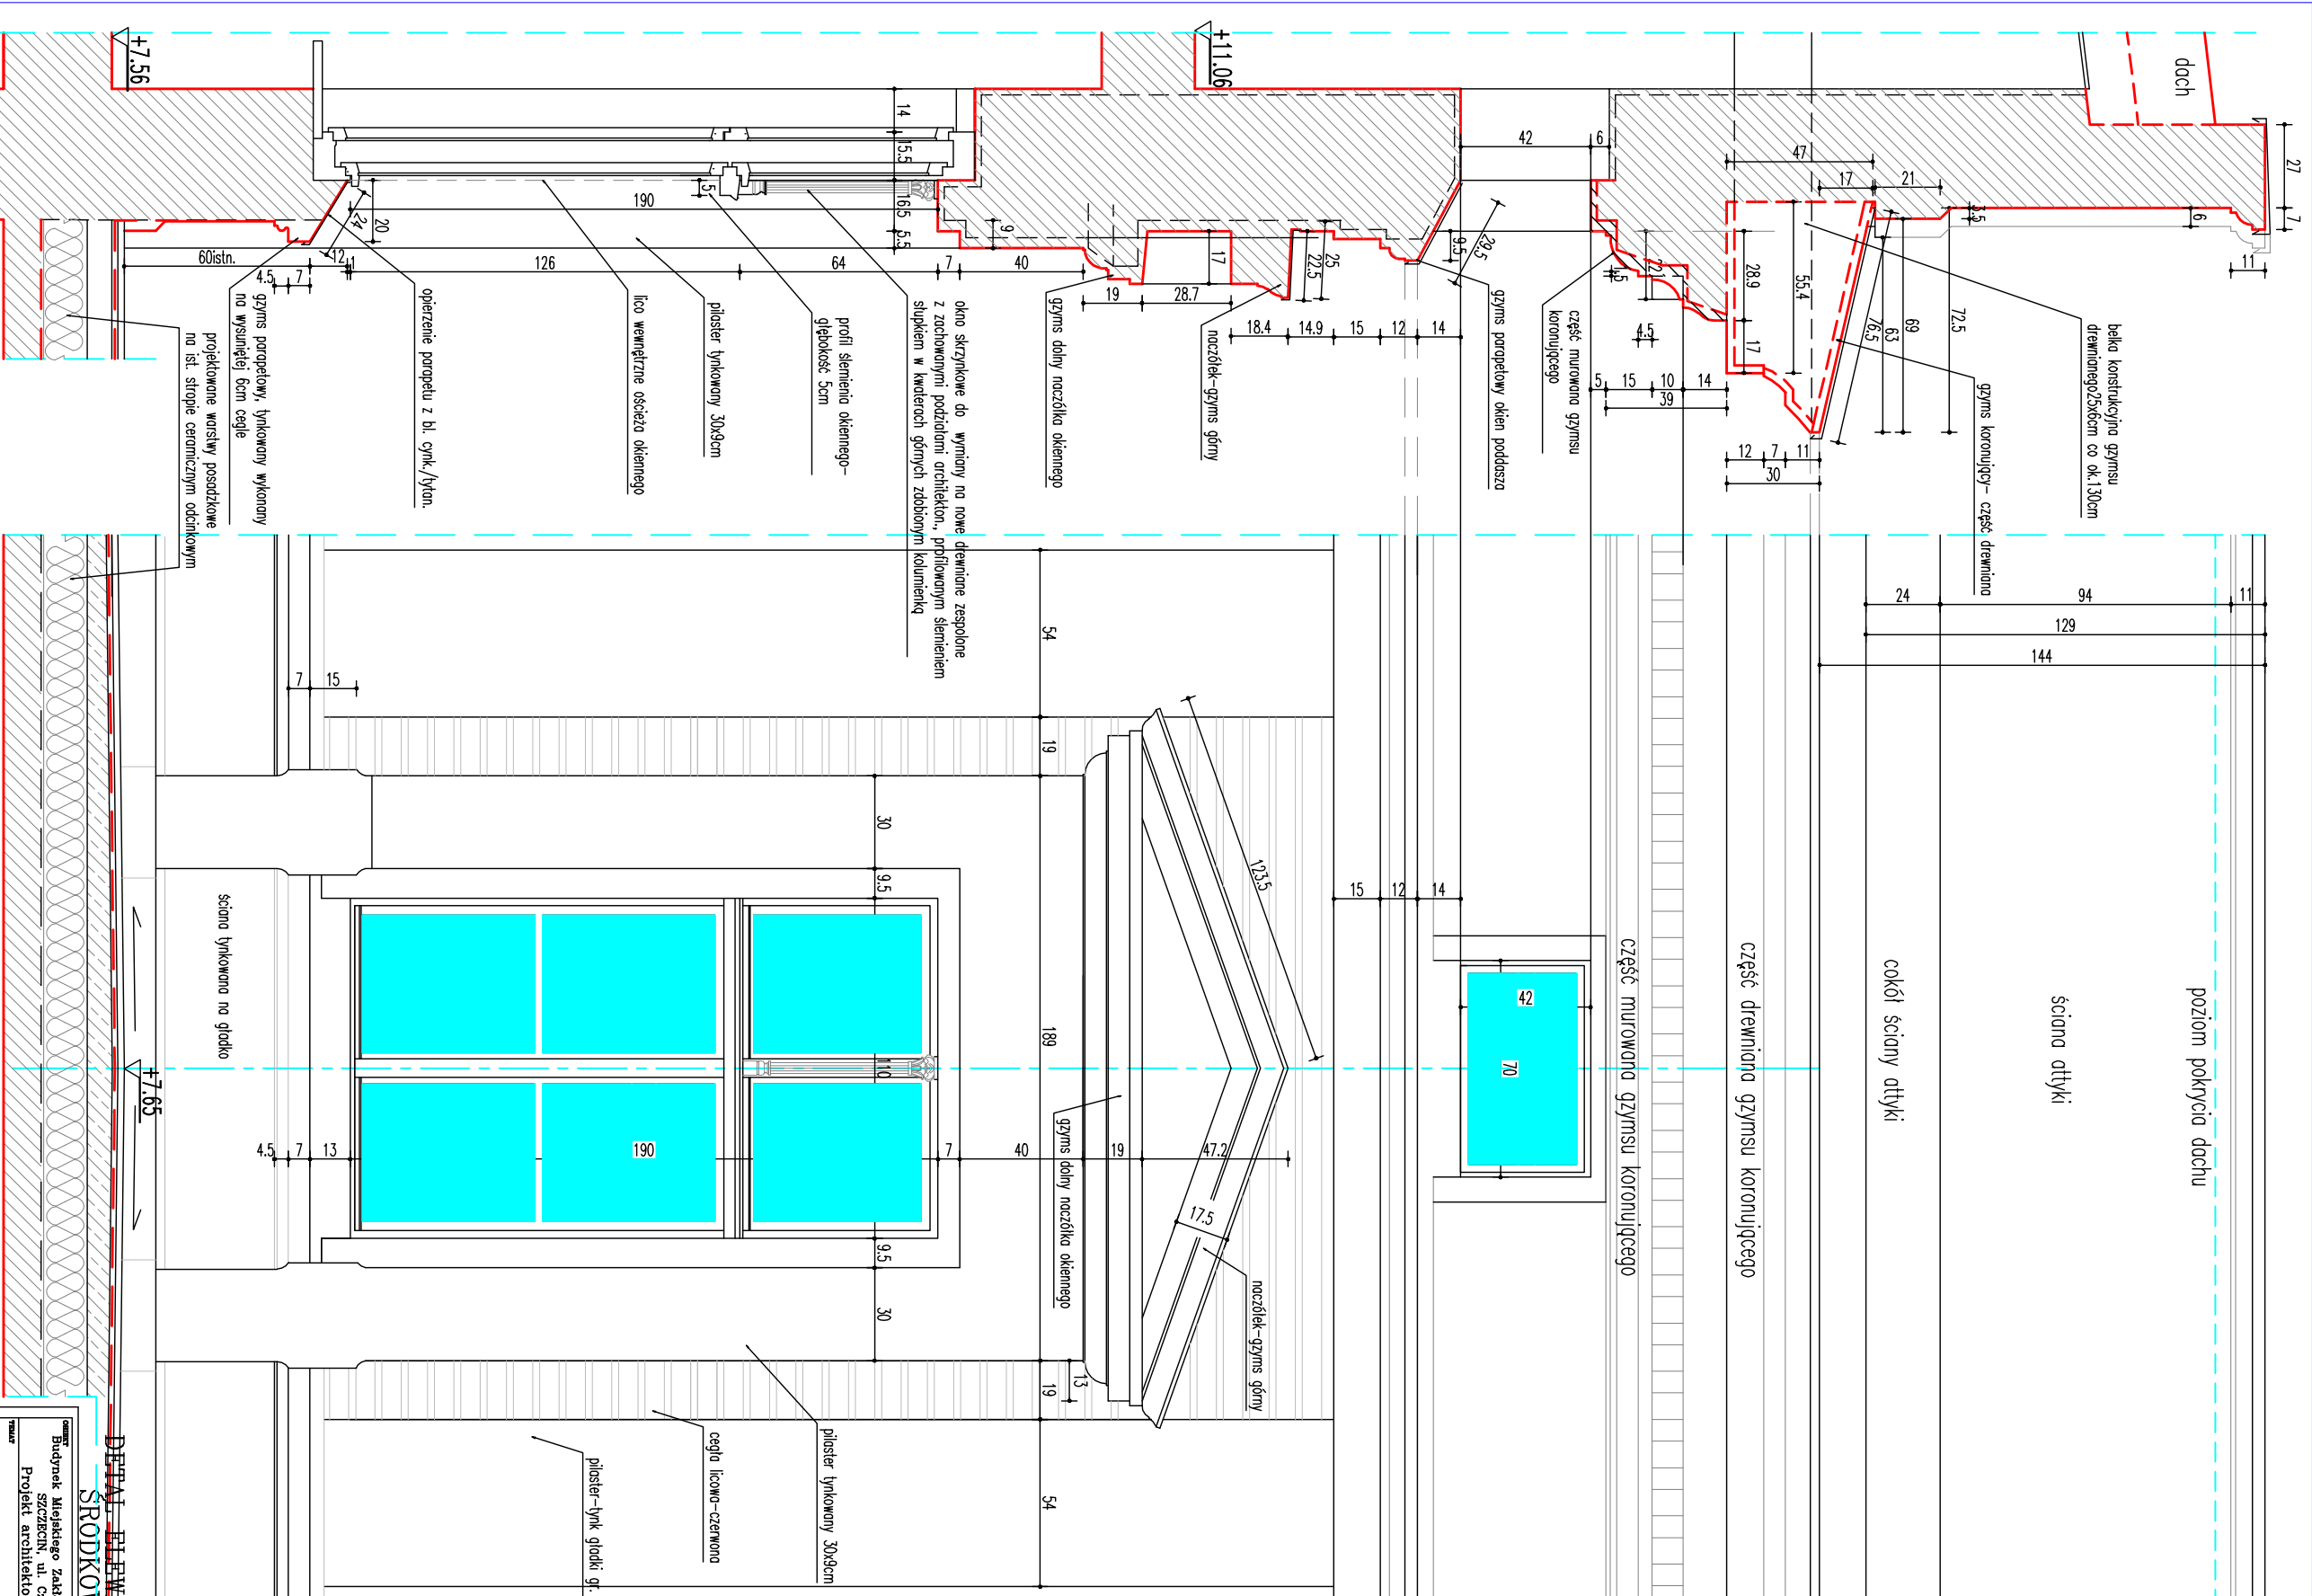 dach
27
7
6
3.5
11
47
17
21
72.5
69
63
76.5
55.4
28.9
17
belka konstrukcyjna gzymsu
drewnianego25x6cm co ok.130cm
gzyms koronujący- część drewniana
12
7
11
30
14
10
15
5
39
4.5
część murowana gzymsu
koronującego
42
6
gzyms parapetowy okien poddasza
29.5
9.5
25
22.5
14
12
15
14.9
18.4
naczółek-gzyms górny
+11.06
17
9
28.7
19
gzyms dolny naczółka okiennego
40
7
64
126
14
15.5
16.5
5.5
190
5
okno skrzynkowe do wymiany na nowe drewniane zespolone
z zachowanymi podziałami architekton., profilowanym ślemieniem
słupkiem w kwaterach górnych zdobionym kolumienką
profil ślemienia okiennego-
głębokość 5cm
pilaster tynkowany 30x9cm
lico wewnętrzne ościeża okiennego
opierzenie parapetu z bl. cynk./tytan.
20
24
12
1
60istn.
7
4.5
gzyms parapetowy, tynkowany wykonany
na wysuniętej 6cm cegle
projektowane warstwy posadzkowe
na ist. stropie ceramicznym odcinkowym
+7.56
11
94
24
129
144
poziom pokrycia dachu
ściana attyki
cokół ściany attyki
część drewniana gzymsu koronującego
część murowana gzymsu koronującego
42
70
14
12
15
123.5
47.2
17.5
naczółek-gzyms górny
gzyms dolny naczółka okiennego
54
19
189
19
54
13
30
9.5
110
9.5
30
19
40
7
190
13
7
4.5
15
7
ściana tynkowana na gładko
+7.65
pilaster tynkowany 30x9cm
cegła licowa-czerwona
pilaster-tynk gładki gr.
DETAL ELEW
ŚRODKO
OBIEKT
Budynek Miejskiego Zakł
SZCZECIN, ul. C
TEMAT
Projekt architekto